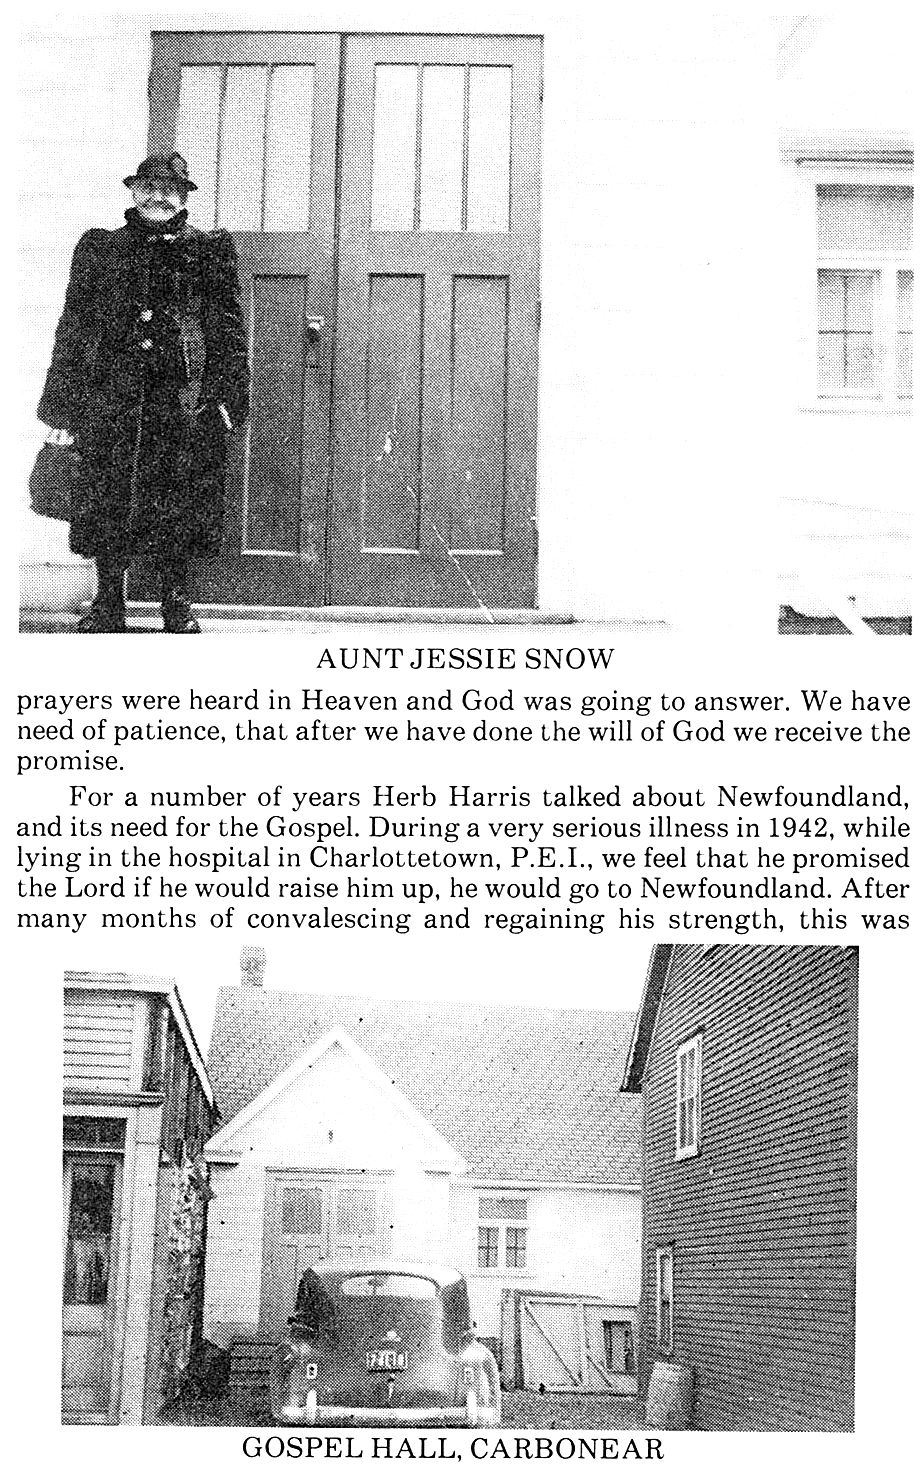 AUNT JESSIE SNOW
prayers were heard in Heaven and God was going to answer. We have
need of patience, that after we have done the will of God we receive the
promise.
For a number of years Herb Harris talked about Newfoundland,
and its need for the Gospel. During a very serious illness in 1942, while
lying in the hospital in Charlottetown, P.E.I., we feel that he promised
the Lord if he would raise him up, he would go to Newfoundland. After
many months of convalescing and regaining his strength, this was
GOSPEL HALL, CARBONEAR